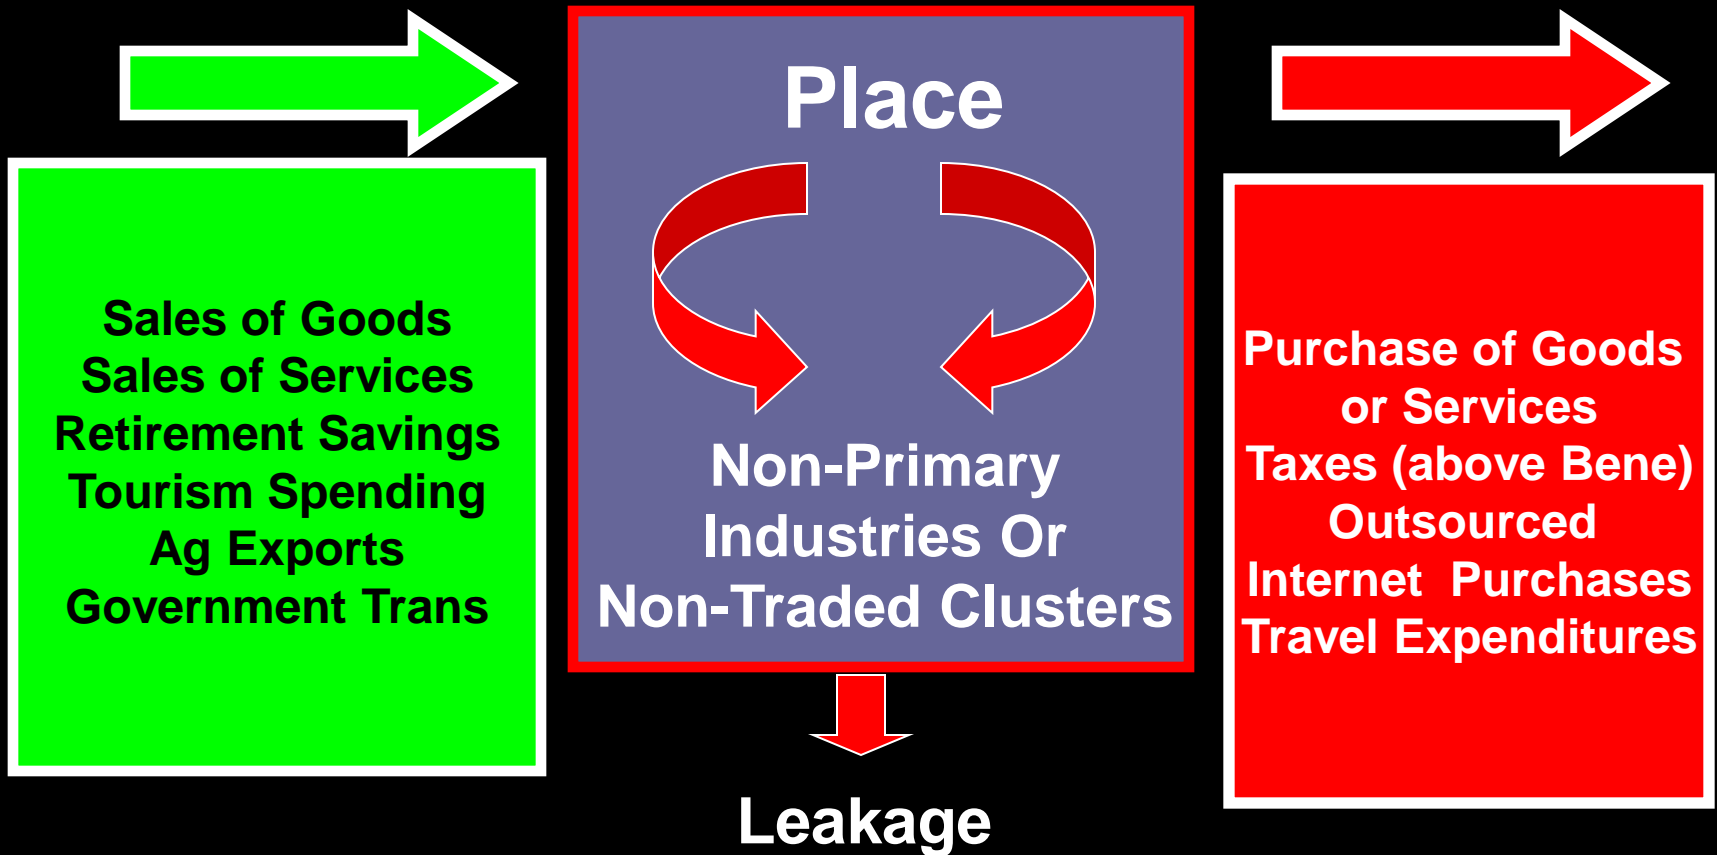 Place
Sales of Goods
Sales of Services
Retirement Savings
Tourism Spending
Ag Exports
Government Trans
Non-Primary
Industries Or
Non-Traded Clusters
Purchase of Goods
or Services
Taxes (above Bene)
Outsourced
Internet Purchases
Travel Expenditures
Leakage